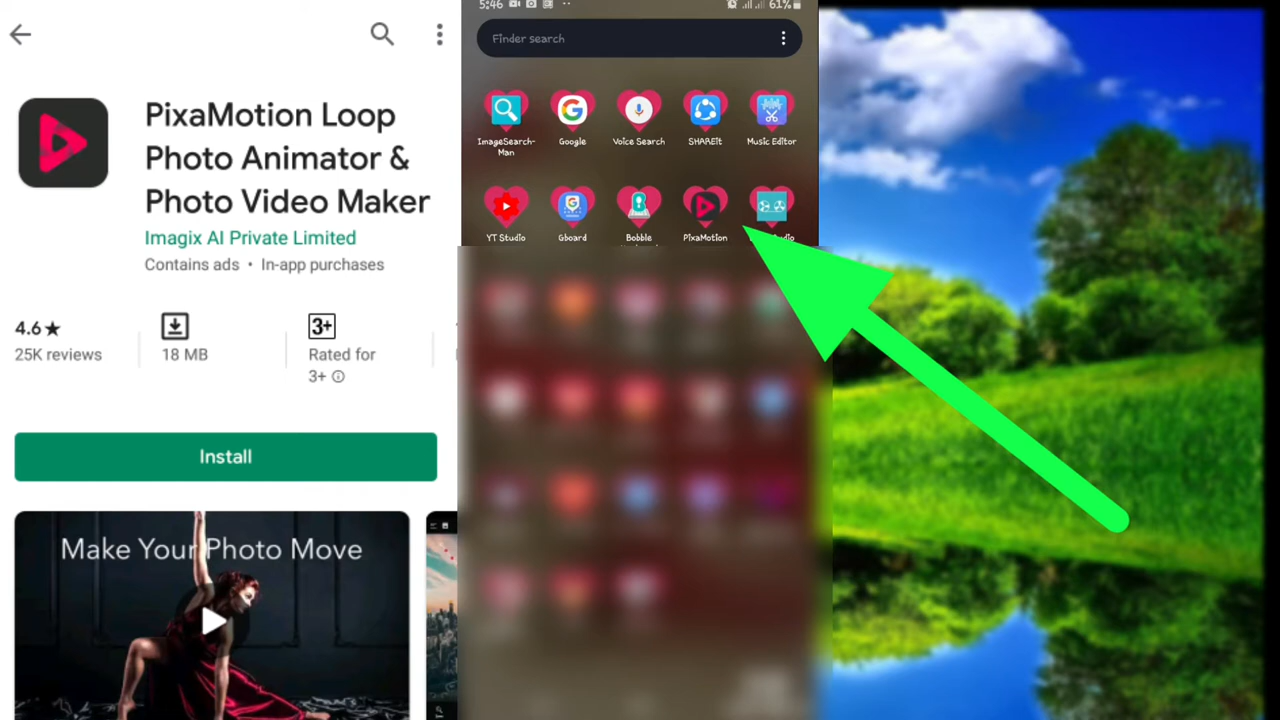 PixaMotion Loop
Photo Animator &
Photo Video Maker
Imagix AI Private Limited
Contains ads • In-app purchases
4.6★
25K reviews
18 MB
3+
Rated for
3+
Install
Make Your Photo Move
5:46
61%
Finder search
ImageSearch-
Man
Google
Voice Search
SHAREit
Music Editor
YT Studio
Gboard
Bobble
PixaMotion